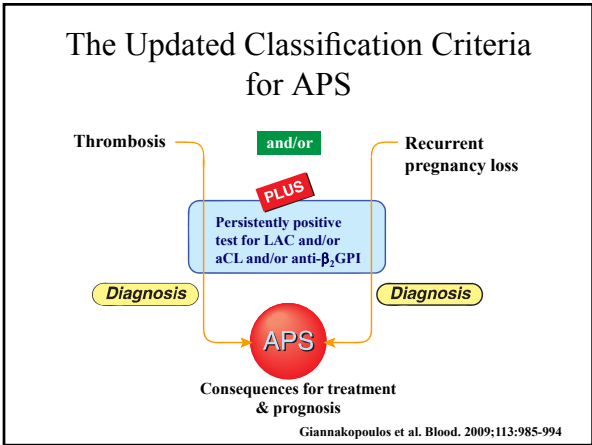 The Updated Classification Criteria
for APS
Thrombosis
and/or
Recurrent
pregnancy loss
PLUS
Persistently positive
test for LAC and/or
aCL and/or anti-β₂GPI
Diagnosis
Diagnosis
APS
Consequences for treatment
& prognosis
Giannakopoulos et al. Blood. 2009;113:985-994